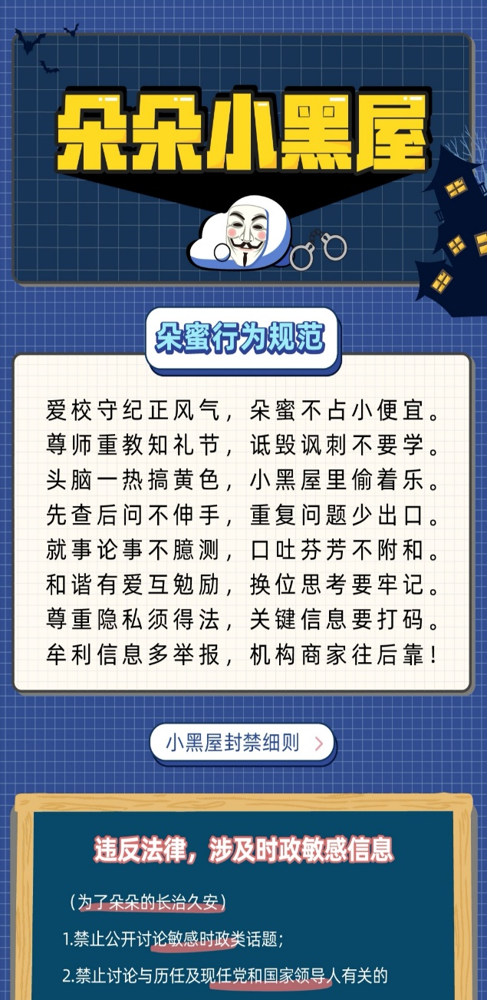 朵朵小黑屋
朵蜜行为规范
爱校守纪正风气，朵蜜不占小便宜。
尊师重教知礼节，诋毁讽刺不要学。
头脑一热搞黄色，小黑屋里偷着乐。
先查后问不伸手，重复问题少出口。
就事论事不臆测，口吐芬芳不附和。
和谐有爱互勉励，换位思考要牢记。
尊重隐私须得法，关键信息要打码。
牟利信息多举报，机构商家往后靠！
小黑屋封禁细则
违反法律，涉及时政敏感信息
（为了朵朵的长治久安）
1.禁止公开讨论敏感时政类话题；
2.禁止讨论与历任及现任党和国家领导人有关的